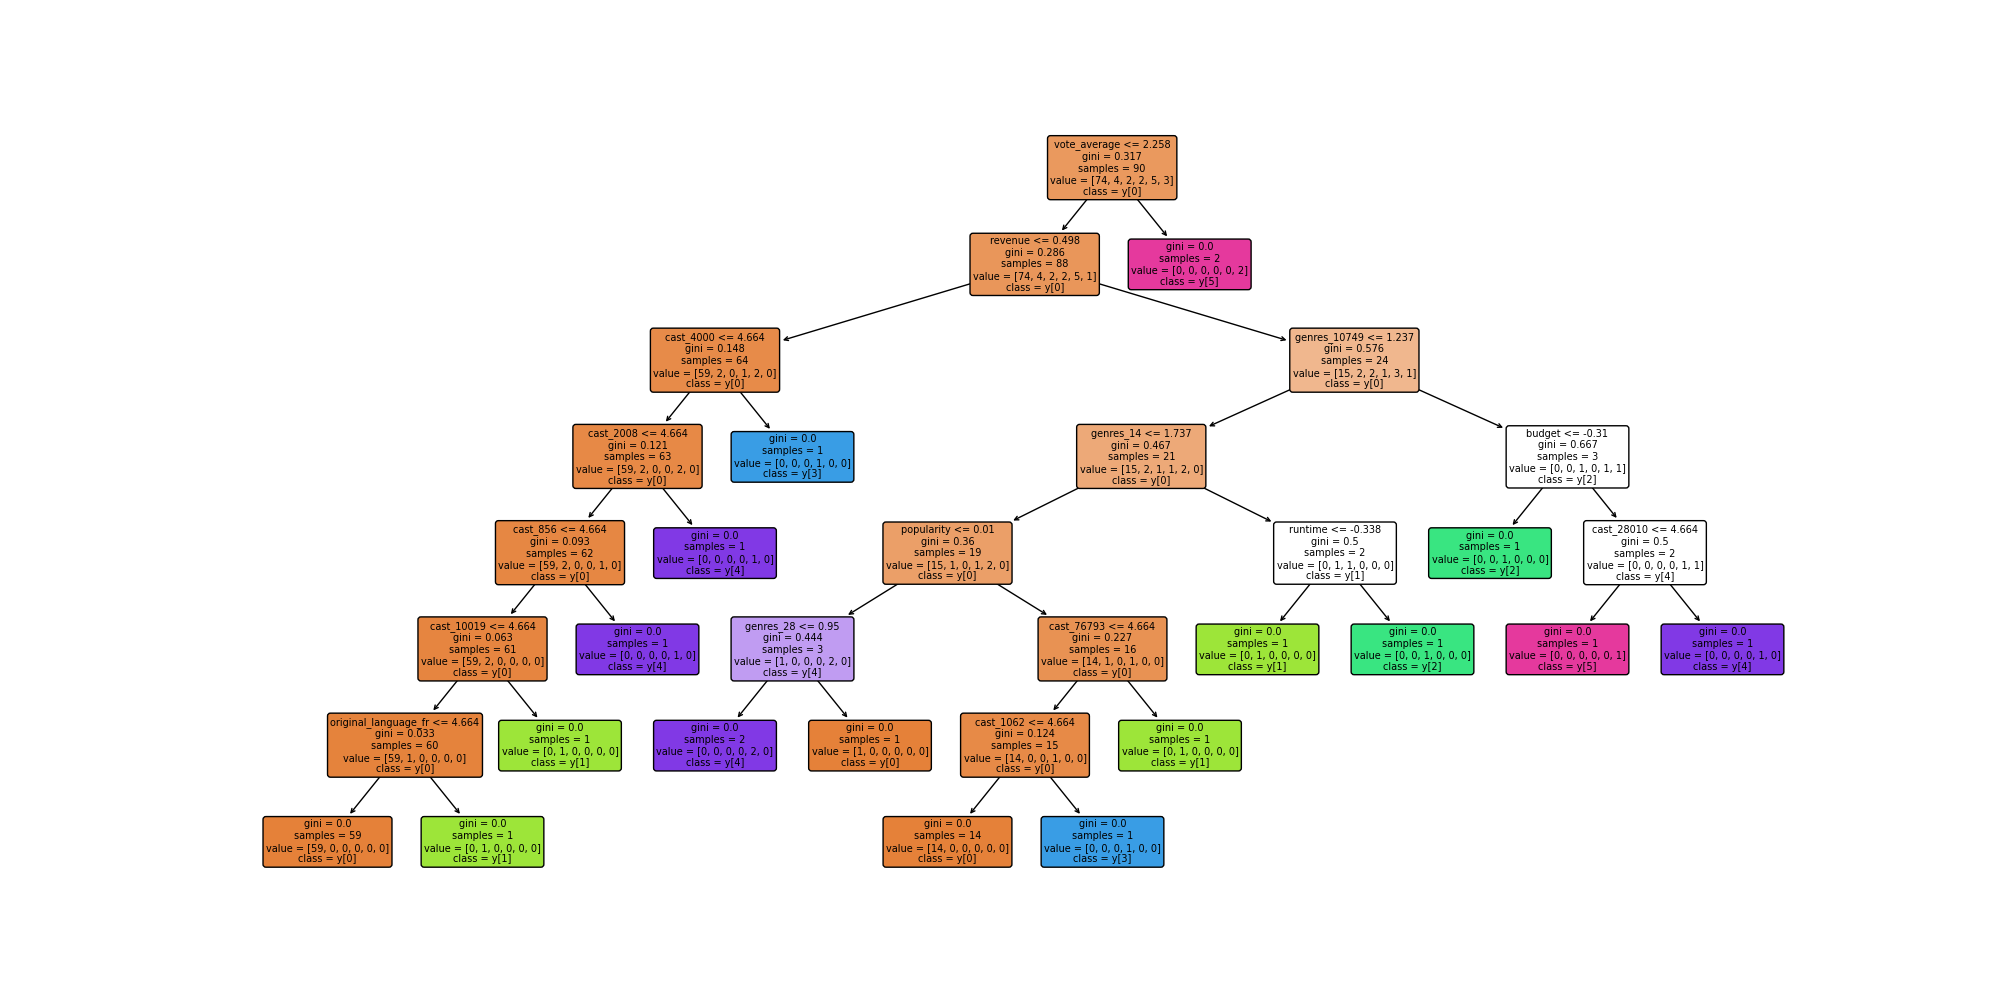 vote_average <= 2.258
gini = 0.317
samples = 90
value = [74, 4, 2, 2, 5, 3]
class = y[0]
revenue <= 0.498
gini = 0.286
samples = 88
value = [74, 4, 2, 2, 5, 1]
class = y[0]
gini = 0.0
samples = 2
value = [0, 0, 0, 0, 0, 2]
class = y[5]
cast_4000 <= 4.664
gini = 0.148
samples = 64
value = [59, 2, 0, 1, 2, 0]
class = y[0]
genres_10749 <= 1.237
gini = 0.576
samples = 24
value = [15, 2, 2, 1, 3, 1]
class = y[0]
cast_2008 <= 4.664
gini = 0.121
samples = 63
value = [59, 2, 0, 0, 2, 0]
class = y[0]
gini = 0.0
samples = 1
value = [0, 0, 0, 1, 0, 0]
class = y[3]
genres_14 <= 1.737
gini = 0.467
samples = 21
value = [15, 2, 1, 1, 2, 0]
class = y[0]
budget <= -0.31
gini = 0.667
samples = 3
value = [0, 0, 1, 0, 1, 1]
class = y[2]
cast_856 <= 4.664
gini = 0.093
samples = 62
value = [59, 2, 0, 0, 1, 0]
class = y[0]
gini = 0.0
samples = 1
value = [0, 0, 0, 0, 1, 0]
class = y[4]
popularity <= 0.01
gini = 0.36
samples = 19
value = [15, 1, 0, 1, 2, 0]
class = y[0]
runtime <= -0.338
gini = 0.5
samples = 2
value = [0, 1, 1, 0, 0, 0]
class = y[1]
gini = 0.0
samples = 1
value = [0, 0, 1, 0, 0, 0]
class = y[2]
cast_28010 <= 4.664
gini = 0.5
samples = 2
value = [0, 0, 0, 0, 1, 1]
class = y[4]
cast_10019 <= 4.664
gini = 0.063
samples = 61
value = [59, 2, 0, 0, 0, 0]
class = y[0]
gini = 0.0
samples = 1
value = [0, 0, 0, 0, 1, 0]
class = y[4]
genres_28 <= 0.95
gini = 0.444
samples = 3
value = [1, 0, 0, 0, 2, 0]
class = y[4]
cast_76793 <= 4.664
gini = 0.227
samples = 16
value = [14, 1, 0, 1, 0, 0]
class = y[0]
gini = 0.0
samples = 1
value = [0, 1, 0, 0, 0, 0]
class = y[1]
gini = 0.0
samples = 1
value = [0, 0, 1, 0, 0, 0]
class = y[2]
gini = 0.0
samples = 1
value = [0, 0, 0, 0, 0, 1]
class = y[5]
gini = 0.0
samples = 1
value = [0, 0, 0, 0, 1, 0]
class = y[4]
original_language_fr <= 4.664
gini = 0.033
samples = 60
value = [59, 1, 0, 0, 0, 0]
class = y[0]
gini = 0.0
samples = 1
value = [0, 1, 0, 0, 0, 0]
class = y[1]
gini = 0.0
samples = 2
value = [0, 0, 0, 0, 2, 0]
class = y[4]
gini = 0.0
samples = 1
value = [1, 0, 0, 0, 0, 0]
class = y[0]
cast_1062 <= 4.664
gini = 0.124
samples = 15
value = [14, 0, 0, 1, 0, 0]
class = y[0]
gini = 0.0
samples = 1
value = [0, 1, 0, 0, 0, 0]
class = y[1]
gini = 0.0
samples = 59
value = [59, 0, 0, 0, 0, 0]
class = y[0]
gini = 0.0
samples = 1
value = [0, 1, 0, 0, 0, 0]
class = y[1]
gini = 0.0
samples = 14
value = [14, 0, 0, 0, 0, 0]
class = y[0]
gini = 0.0
samples = 1
value = [0, 0, 0, 1, 0, 0]
class = y[3]